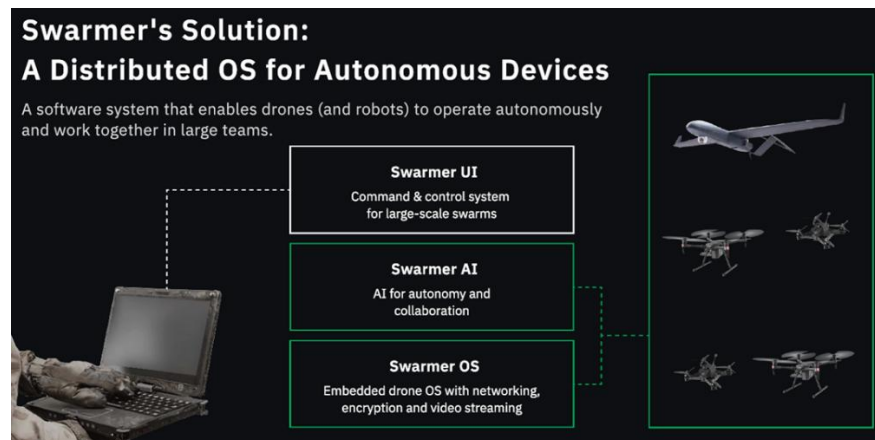 Swarmer's Solution:
A Distributed OS for Autonomous Devices
A software system that enables drones (and robots) to operate autonomously
and work together in large teams.
Swarmer UI
Command & control system
for large-scale swarms
Swarmer AI
AI for autonomy and
collaboration
Swarmer OS
Embedded drone OS with networking,
encryption and video streaming